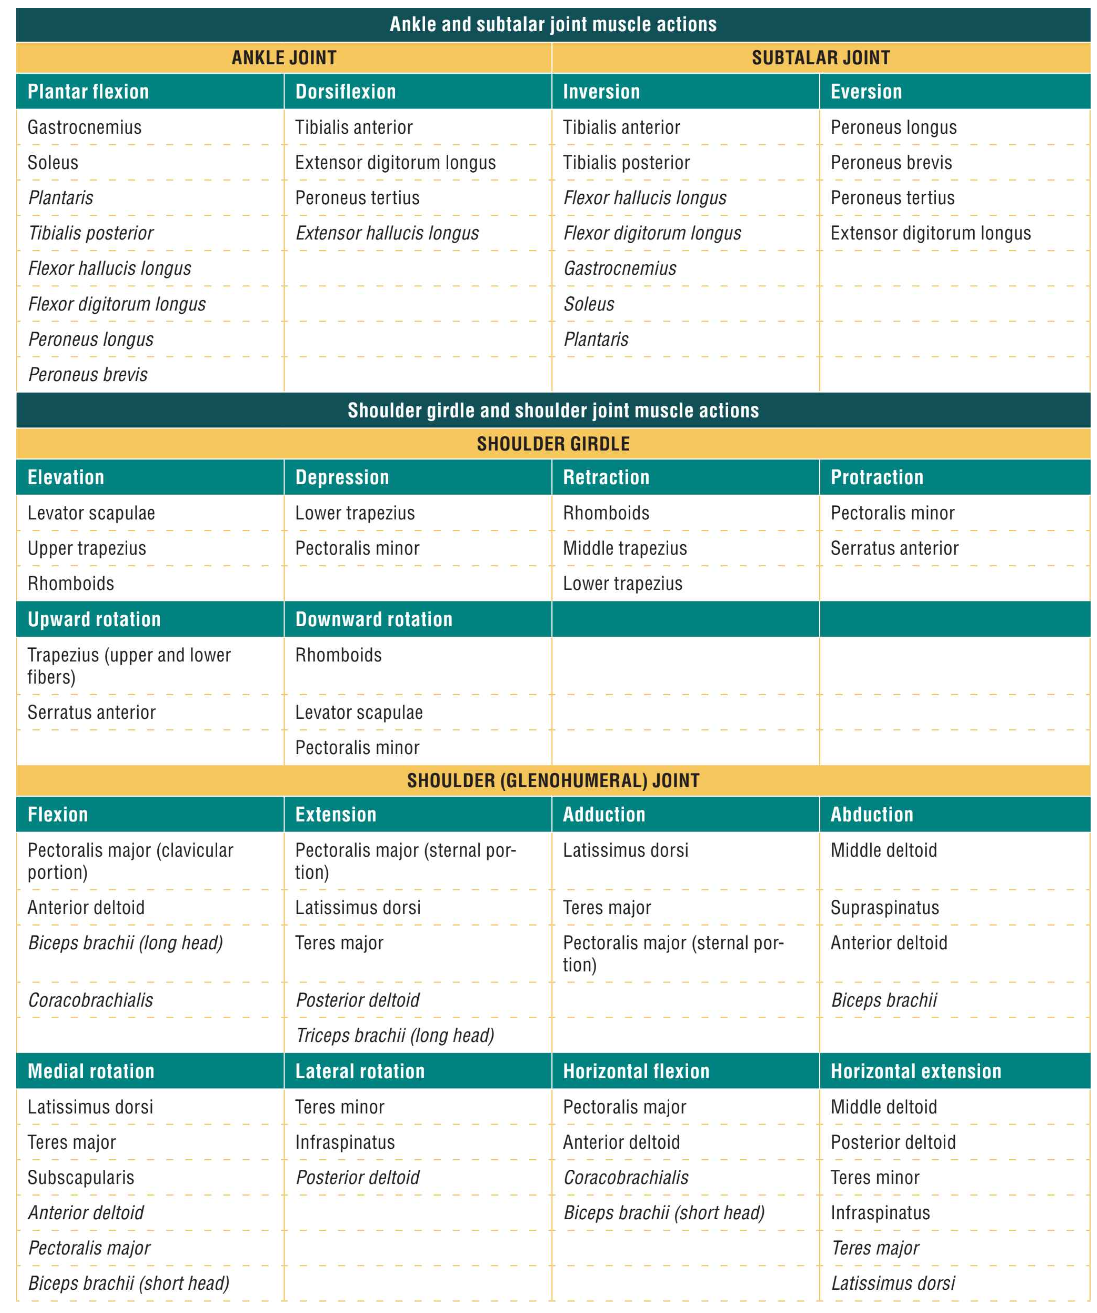 Ankle and subtalar joint muscle actions
ANKLE JOINT SUBTALAR JOINT
Plantar flexion Dorsiflexion Inversion Eversion
Gastrocnemius Tibialis anterior Tibialis anterior Peroneus longus
Soleus Extensor digitorum longus Tibialis posterior Peroneus brevis
Plantaris Peroneus tertius Flexor hallucis longus Peroneus tertius
Tibialis posterior Extensor hallucis longus Flexor digitorum longus Extensor digitorum longus
Flexor hallucis longus Gastrocnemius
Flexor digitorum longus Soleus
Peroneus longus Plantaris
Peroneus brevis
Shoulder girdle and shoulder joint muscle actions
SHOULDER GIRDLE
Elevation Depression Retraction Protraction
Levator scapulae Lower trapezius Rhomboids Pectoralis minor
Upper trapezius Pectoralis minor Middle trapezius Serratus anterior
Rhomboids Lower trapezius
Upward rotation Downward rotation
Trapezius (upper and lower Rhomboids
fibers)
Serratus anterior Levator scapulae
Pectoralis minor
SHOULDER (GLENOHUMERAL) JOINT
Flexion Extension Adduction Abduction
Pectoralis major (clavicular Pectoralis major (sternal por- Latissimus dorsi Middle deltoid
portion) tion)
Anterior deltoid Latissimus dorsi Teres major Supraspinatus
Biceps brachii (long head) Teres major Pectoralis major (sternal por- Anterior deltoid
tion)
Coracobrachialis Posterior deltoid Biceps brachii
Triceps brachii (long head)
Medial rotation Lateral rotation Horizontal flexion Horizontal extension
Latissimus dorsi Teres minor Pectoralis major Middle deltoid
Teres major Infraspinatus Anterior deltoid Posterior deltoid
Subscapularis Posterior deltoid Coracobrachialis Teres minor
Anterior deltoid Biceps brachii (short head) Infraspinatus
Pectoralis major Teres major
Biceps brachii (short head) Latissimus dorsi